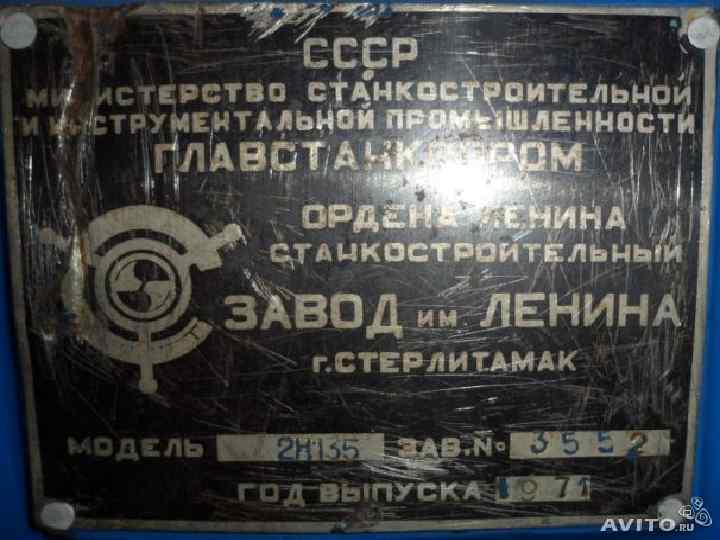 СССР
МИНИСТЕРСТВО СТАНКОСТРОИТЕЛЬНОЙ
И ИНСТРУМЕНТАЛЬНОЙ ПРОМЫШЛЕННОСТИ
ГЛАВСТАНКОПРОМ
ОРДЕНА ЛЕНИНА
СТАНКОСТРОИТЕЛЬНЫЙ
ЗАВОД им. ЛЕНИНА
г. СТЕРЛИТАМАК
МОДЕЛЬ 2Н135 ЗАВ.№ 3552
ГОД ВЫПУСКА 1971
AVITO.RU